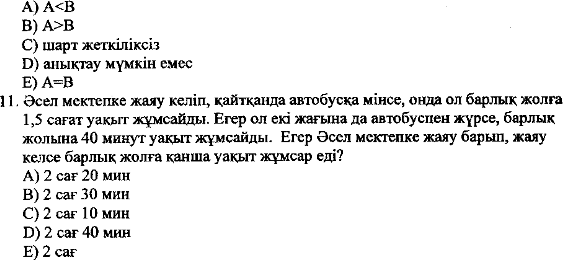 A) A<B
B) A>B
C) шарт жеткіліксіз
D) анықтау мүмкін емес
E) A=B
11. Әсел мектепке жаяу келіп, қайтқанда автобусқа мінсе, онда ол барлық жолға
1,5 сағат уақыт жұмсайды. Егер ол екі жағына да автобуспен жүрсе, барлық
жолына 40 минут уақыт жұмсайды. Егер Әсел мектепке жаяу барып, жаяу
келсе барлық жолға қанша уақыт жұмсар еді?
A) 2 сағ 20 мин
B) 2 сағ 30 мин
C) 2 сағ 10 мин
D) 2 сағ 40 мин
E) 2 сағ